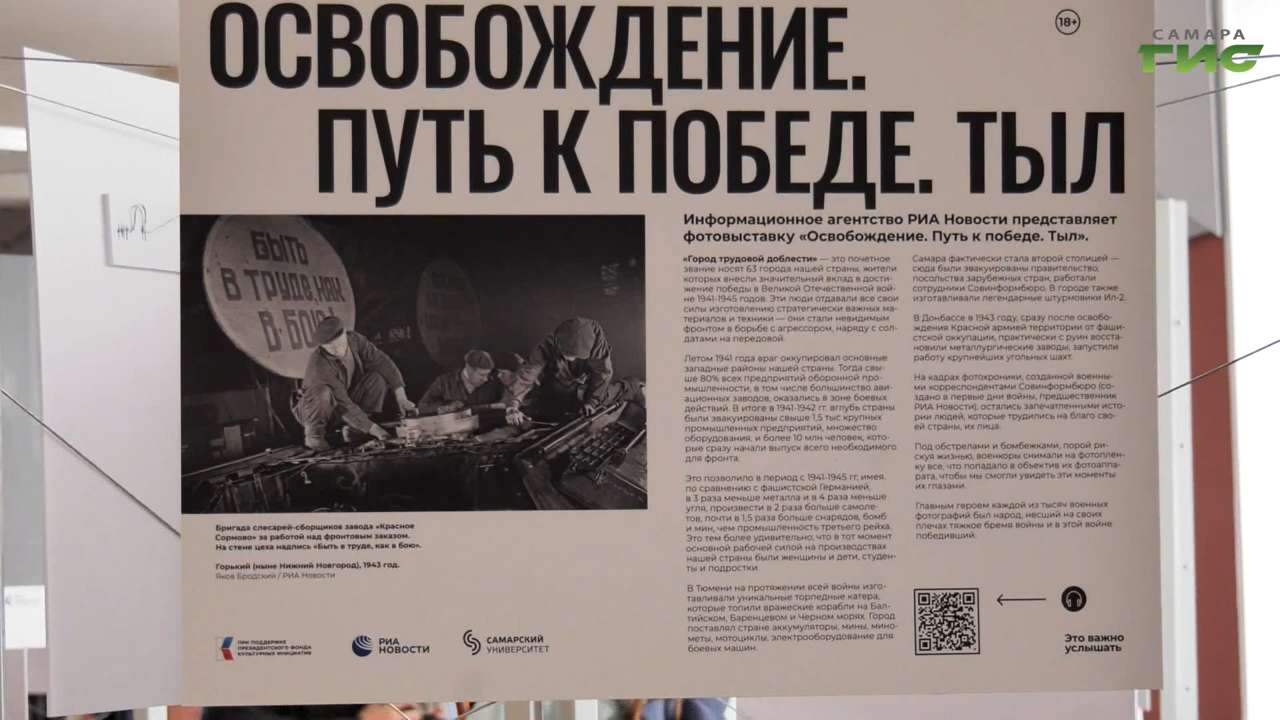 ОСВОБОЖДЕНИЕ.
ПУТЬ К ПОБЕДЕ. ТЫЛ
18+
САМАРА
ГИС
Информационное агентство РИА Новости представляет
фотовыставку «Освобождение. Путь к победе. Тыл».
БЫТЬ
В ТРУДЕ, КАК
В БОЮ
«Город трудовой доблести» — это почетное
звание носят 63 города нашей страны, жители
которых внесли значительный вклад в дости-
жение победы в Великой Отечественной вой-
не 1941-1945 годов. Эти люди отдавали все свои
силы изготовлению стратегически важных ма-
териалов и техники — они стали невидимым
фронтом в борьбе с агрессором, наряду с сол-
датами на передовой.
Летом 1941 года враг оккупировал основные
западные районы нашей страны. Тогда свы-
ше 80% всех предприятий оборонной про-
мышленности, в том числе большинство ави-
ационных заводов, оказались в зоне боевых
действий. В итоге в 1941-1942 гг. вглубь страны
были эвакуированы свыше 1,5 тыс крупных
промышленных предприятий, множество
оборудования, и более 10 млн человек, кото-
рые сразу начали выпуск всего необходимого
для фронта.
Это позволило в период с 1941-1945 гг, имея,
по сравнению с фашистской Германией,
в 3 раза меньше металла и в 4 раза меньше
угля, произвести в 2 раза больше самоле-
тов, почти в 1,5 раза больше снарядов, бомб
и мин, чем промышленность третьего рейха.
Это тем более удивительно, что в тот момент
основной рабочей силой на производствах
нашей страны были женщины и дети, студен-
ты и подростки.
В Тюмени на протяжении всей войны изго-
тавливали уникальные торпедные катера,
которые топили вражеские корабли на Бал-
тийском, Баренцевом и Черном морях. Город
поставлял стране аккумуляторы, мины, мино-
меты, мотоциклы, электрооборудование для
боевых машин.
Самара фактически стала второй столицей —
сюда были эвакуированы правительство,
посольства зарубежных стран, работали
сотрудники Совинформбюро. В городе также
изготавливали легендарные штурмовики Ил-2.
В Донбассе в 1943 году, сразу после освобо-
ждения Красной армией территории от фаши-
стской оккупации, практически с руин восста-
новили металлургические заводы, запустили
работу крупнейших угольных шахт.
На кадрах фотохроники, созданной военны-
ми корреспондентами Совинформбюро (со-
здано в первые дни войны, предшественник
РИА Новости), остались запечатленными исто-
рии людей, которые трудились на благо сво-
ей страны, их лица.
Под обстрелами и бомбежками, порой ри-
скуя жизнью, военкоры снимали на фотоплен-
ку все, что попадало в объектив их фотоаппа-
рата, чтобы мы смогли увидеть эти моменты
их глазами.
Главным героем каждой из тысяч военных
фотографий был народ, несший на своих
плечах тяжкое бремя войны и в этой войне
победивший.
Бригада слесарей-сборщиков завода «Красное
Сормово» за работой над фронтовым заказом.
На стене цеха надпись «Быть в труде, как в бою».
Горький (ныне Нижний Новгород), 1943 год.
Яков Бродский / РИА Новости
ПРИ ПОДДЕРЖКЕ
ПРЕЗИДЕНТСКОГО ФОНДА
КУЛЬТУРНЫХ ИНИЦИАТИВ
РИА
НОВОСТИ
САМАРСКИЙ
УНИВЕРСИТЕТ
Это важно
услышать